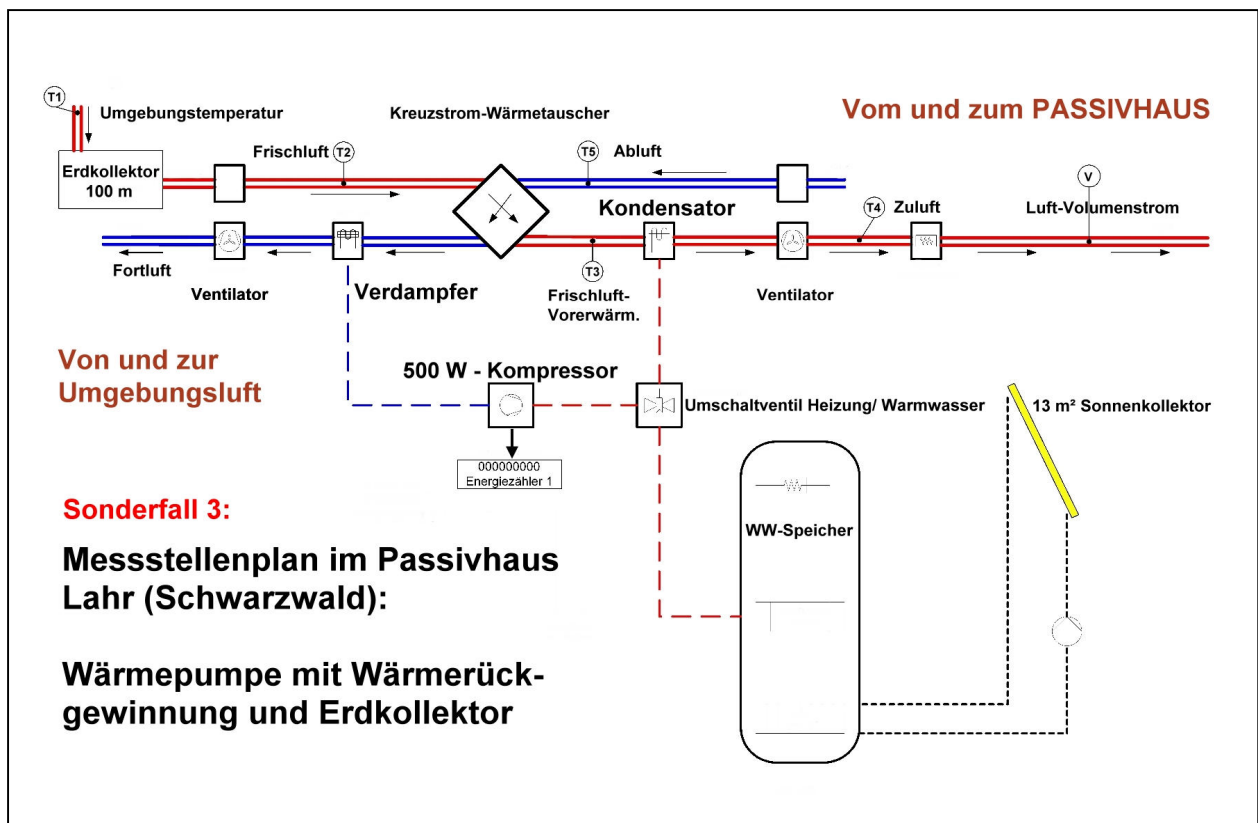 T1
Umgebungstemperatur
Kreuzstrom-Wärmetauscher
Vom und zum PASSIVHAUS
Erdkollektor
100 m
Frischluft
T2
T5
Abluft
Kondensator
T4
Zuluft
V
Luft-Volumenstrom
Fortluft
Ventilator
Verdampfer
T3
Frischluft-
Vorerwärm.
Ventilator
Von und zur
Umgebungsluft
500 W - Kompressor
Umschaltventil Heizung/ Warmwasser
13 m² Sonnenkollektor
000000000
Energiezähler 1
WW-Speicher
Sonderfall 3:
Messstellenplan im Passivhaus
Lahr (Schwarzwald):
Wärmepumpe mit Wärmerück-
gewinnung und Erdkollektor